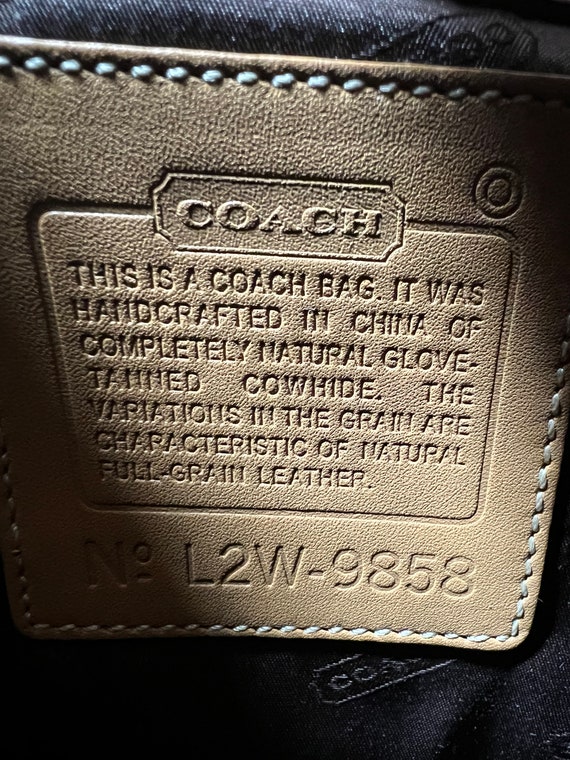 COACH
THIS IS A COACH BAG. IT WAS
HANDCRAFTED IN CHINA OF
COMPLETELY NATURAL GLOVE-
TANNED COWHIDE. THE
VARIATIONS IN THE GRAIN ARE
CHARACTERISTIC OF NATURAL
FULL-GRAIN LEATHER.
Nº L2W-9858
COACH